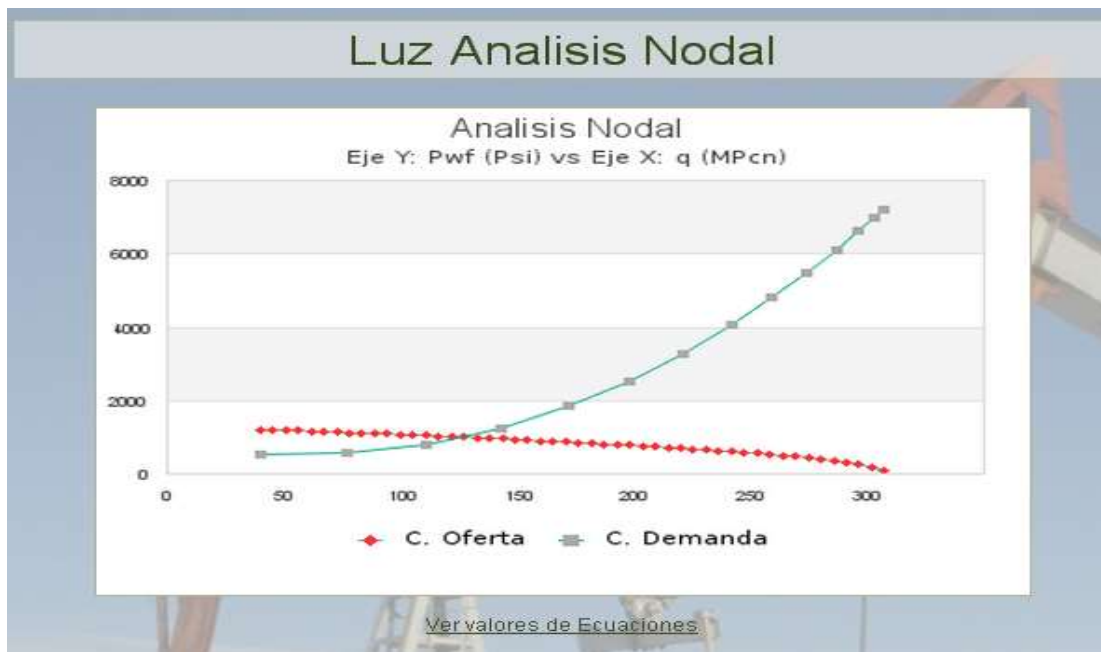 Luz Analisis Nodal
Analisis Nodal
Eje Y: Pwf (Psi) vs Eje X: q (MPcn)
8000
6000
4000
2000
0
0 50 100 150 200 250 300
C. Oferta C. Demanda
Ver valores de Ecuaciones